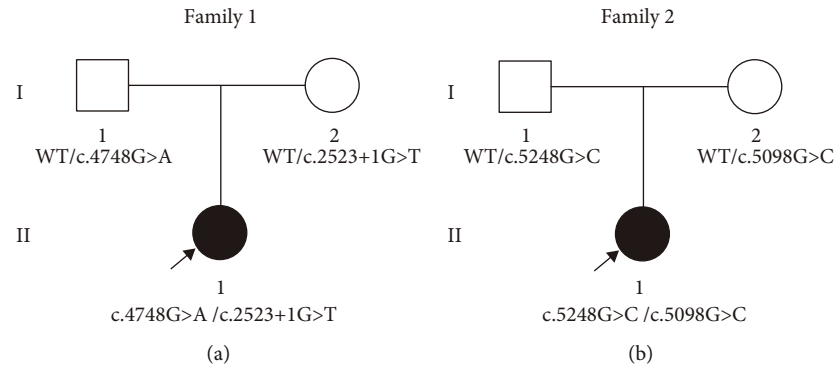 Family 1
I
1
WT/c.4748G>A
2
WT/c.2523+1G>T
II
1
c.4748G>A /c.2523+1G>T
(a)
Family 2
I
1
WT/c.5248G>C
2
WT/c.5098G>C
II
1
c.5248G>C /c.5098G>C
(b)